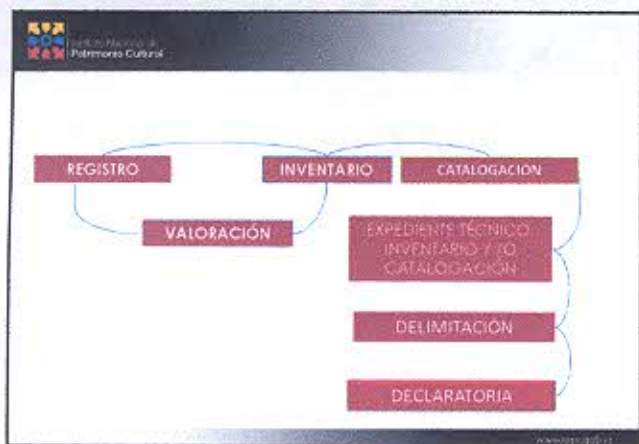 Instituto Nacional de
Patrimonio Cultural
REGISTRO
INVENTARIO
CATALOGACIÓN
VALORACIÓN
EXPEDIENTE TÉCNICO
INVENTARIO Y /O
CATALOGACIÓN
DELIMITACIÓN
DECLARATORIA